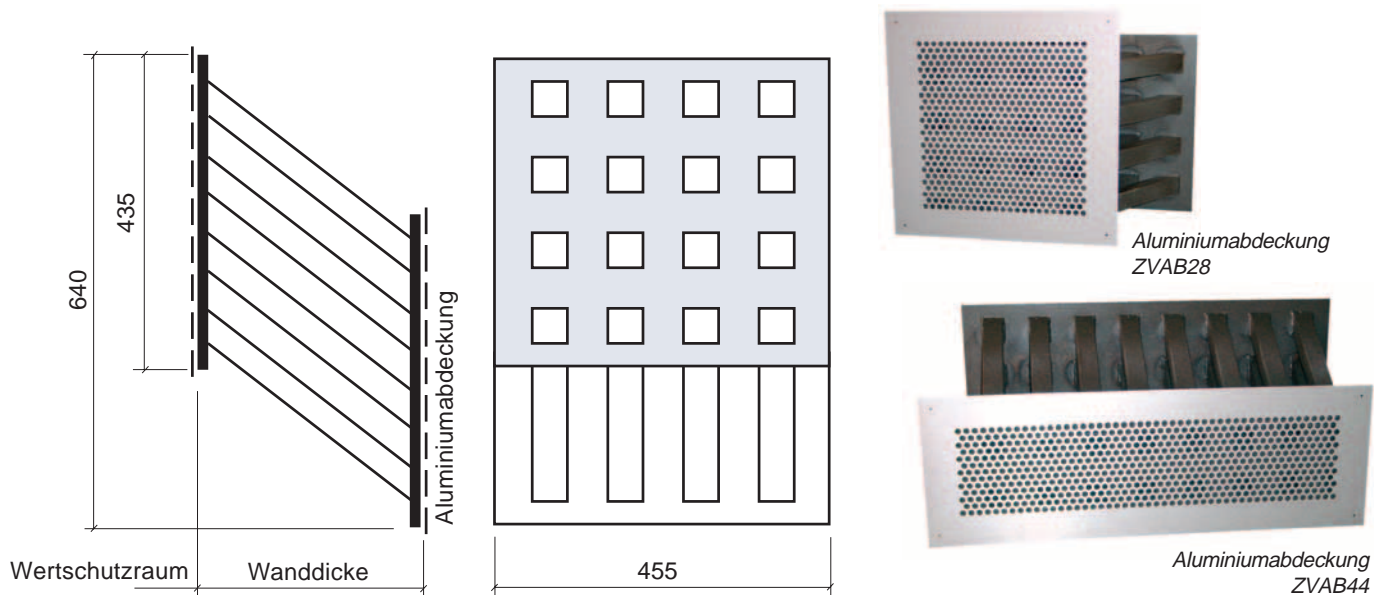 435
640
Aluminiumabdeckung
Wertschutzraum
Wanddicke
455
Aluminiumabdeckung
ZVAB28
Aluminiumabdeckung
ZVAB44